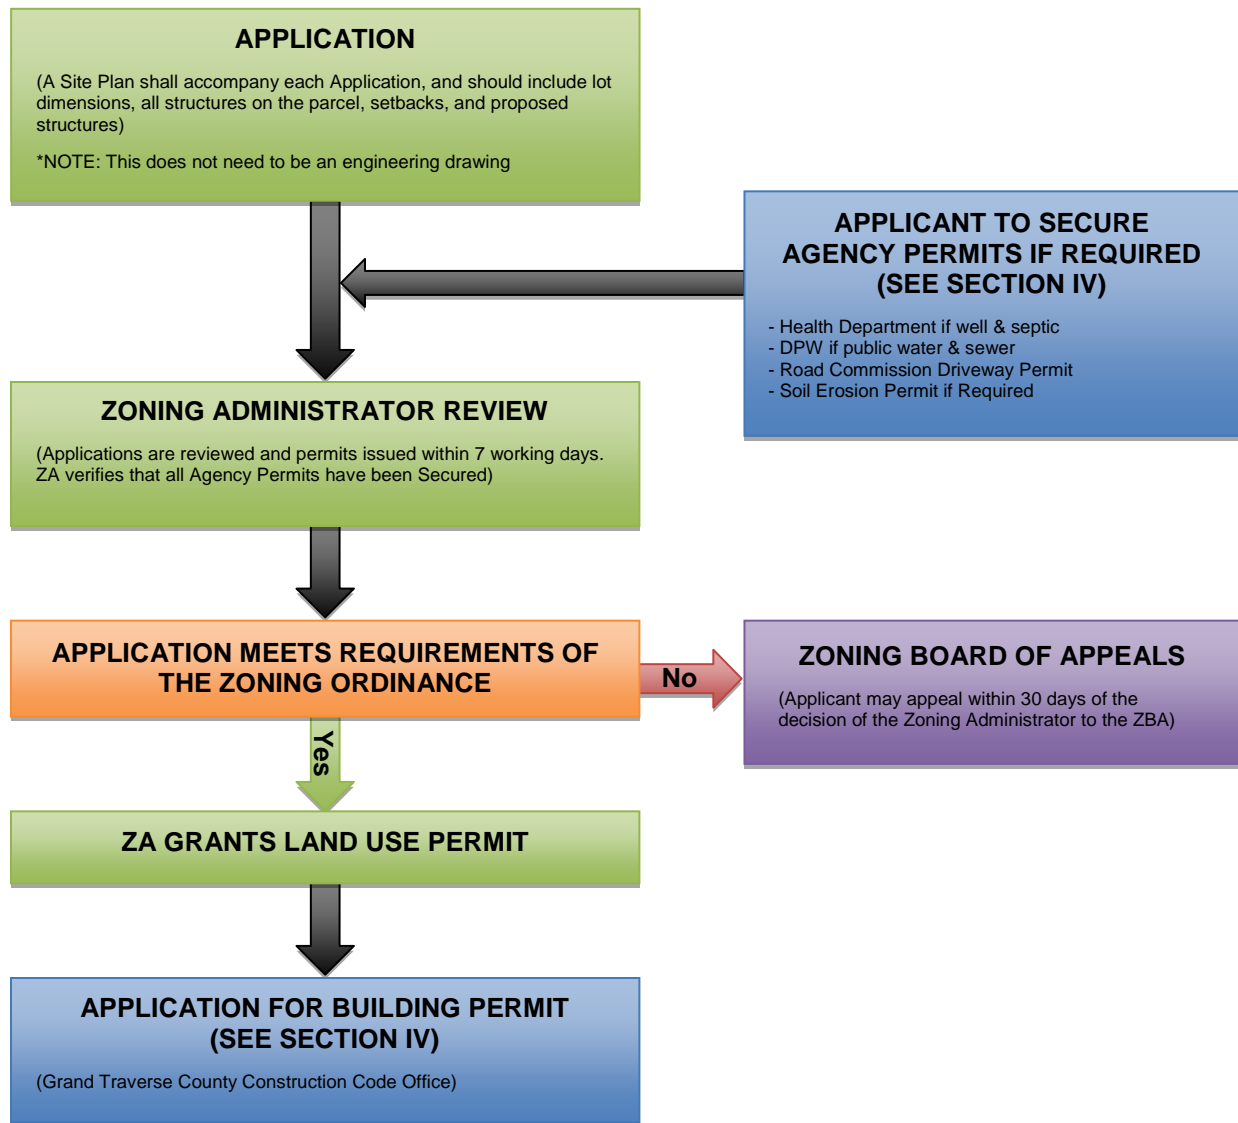 APPLICATION
(A Site Plan shall accompany each Application, and should include lot
dimensions, all structures on the parcel, setbacks, and proposed
structures)
*NOTE: This does not need to be an engineering drawing
APPLICANT TO SECURE
AGENCY PERMITS IF REQUIRED
(SEE SECTION IV)
- Health Department if well & septic
- DPW if public water & sewer
- Road Commission Driveway Permit
- Soil Erosion Permit if Required
ZONING ADMINISTRATOR REVIEW
(Applications are reviewed and permits issued within 7 working days.
ZA verifies that all Agency Permits have been Secured)
APPLICATION MEETS REQUIREMENTS OF
THE ZONING ORDINANCE
No
ZONING BOARD OF APPEALS
(Applicant may appeal within 30 days of the
decision of the Zoning Administrator to the ZBA)
Yes
ZA GRANTS LAND USE PERMIT
APPLICATION FOR BUILDING PERMIT
(SEE SECTION IV)
(Grand Traverse County Construction Code Office)